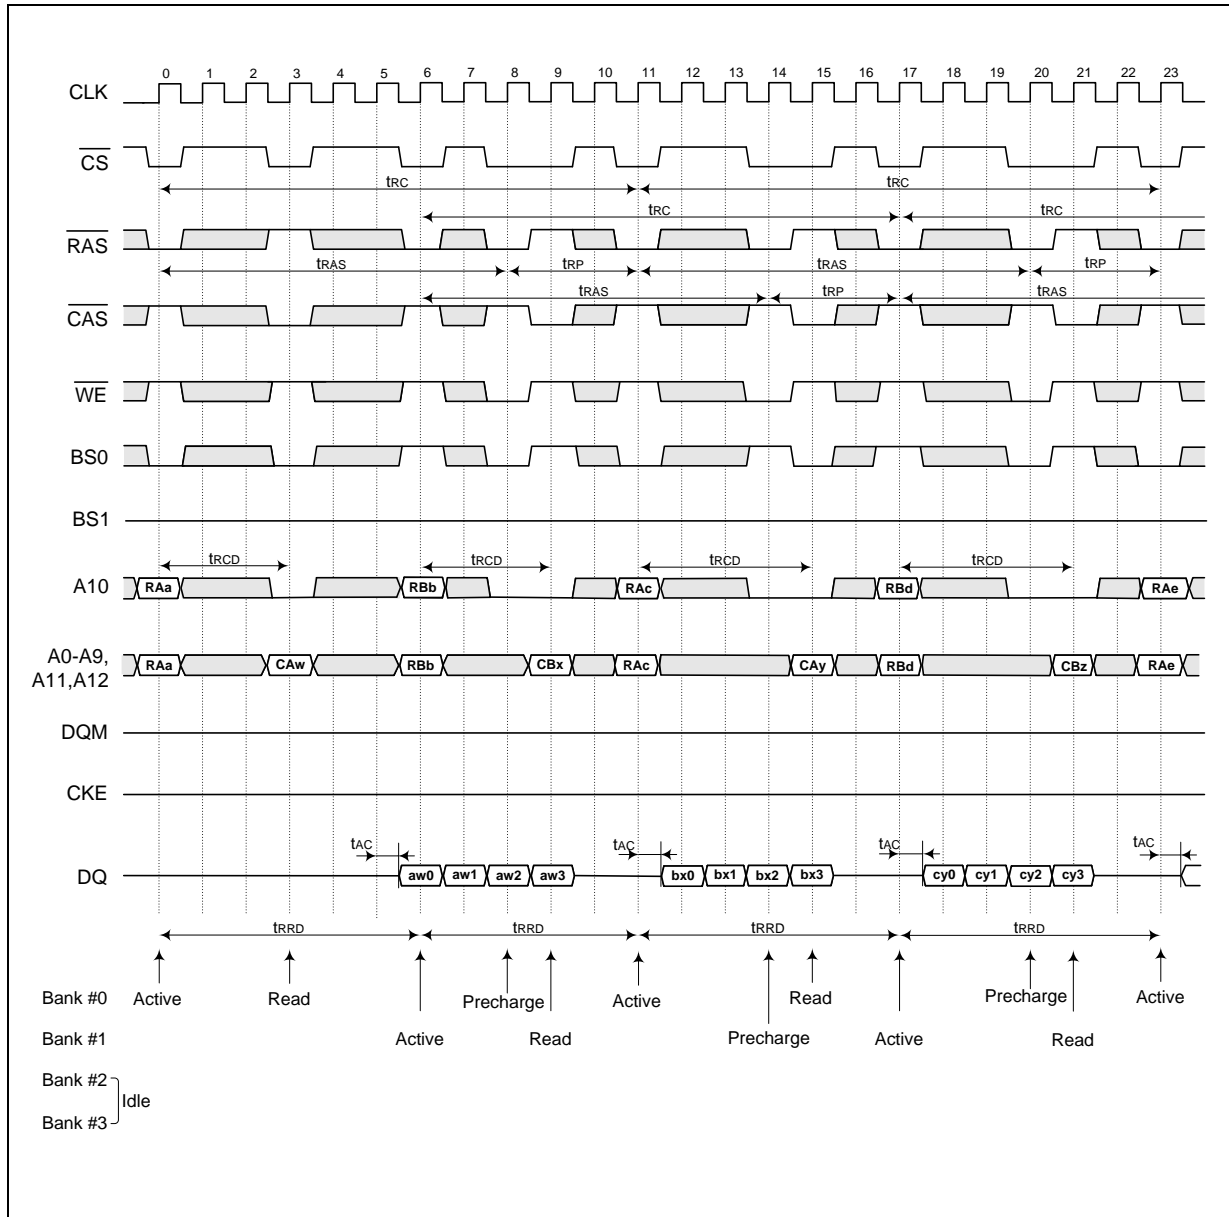 0 1 2 3 4 5 6 7 8 9 10 11 12 13 14 15 16 17 18 19 20 21 22 23
CLK
CS
tRC tRC
tRC tRC
RAS
tRAS tRP tRAS tRP
tRAS tRP tRAS
CAS
WE
BS0
BS1
tRCD tRCD tRCD tRCD
A10 RAa RBb RAc RBd RAe
A0-A9,
A11,A12
RAa CAw RBb CBx RAc CAy RBd CBz RAe
DQM
CKE
tAC tAC tAC tAC
DQ aw0 aw1 aw2 aw3 bx0 bx1 bx2 bx3 cy0 cy1 cy2 cy3
tRRD tRRD tRRD tRRD
Bank #0 Active Read Precharge Active Read Precharge Active
Bank #1 Active Read Precharge Active Read
Bank #2
Idle
Bank #3